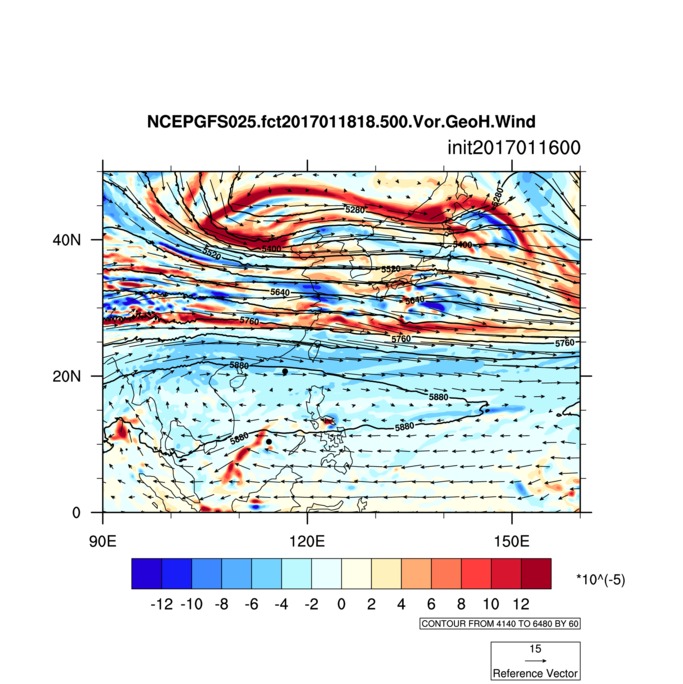 NCEPGFS025.fct2017011818.500.Vor.GeoH.Wind
init2017011600
5280
5280
40N
5400
5400
5520
5520
5640
5640
5760
5760
5760
5880
20N
5880
5880
5880
0
90E 120E 150E
-12 -10 -8 -6 -4 -2 0 2 4 6 8 10 12
*10^(-5)
CONTOUR FROM 4140 TO 6480 BY 60
15
Reference Vector